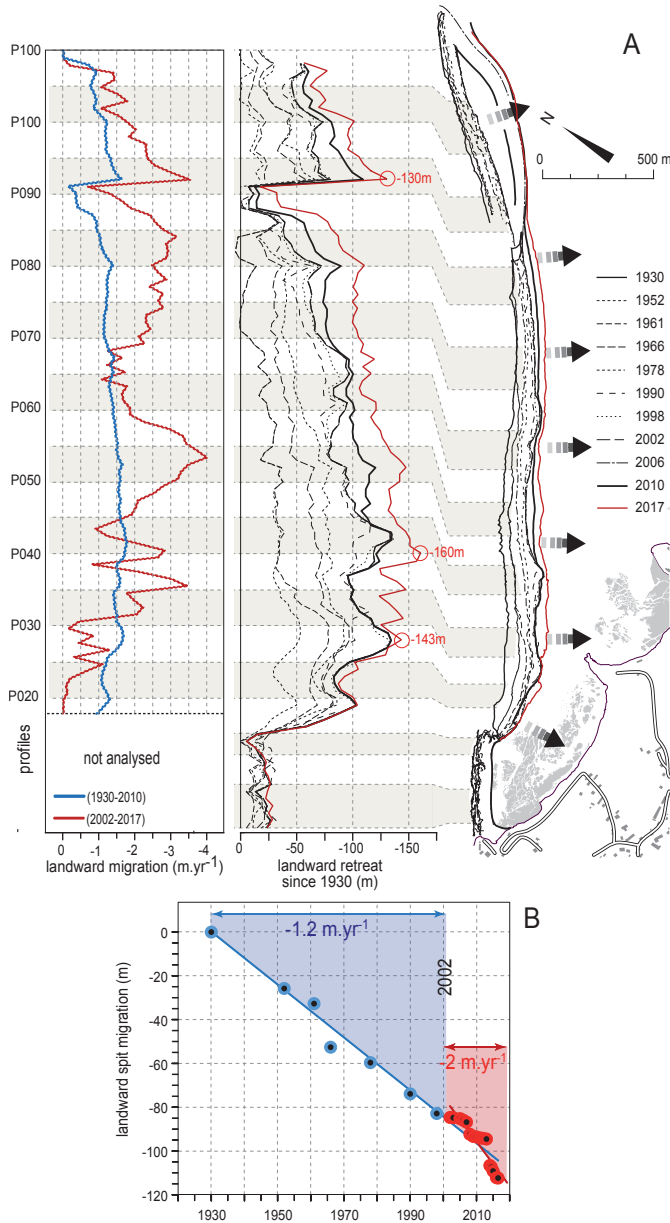 A
P100
P100
P090
P080
P070
P060
P050
P040
P030
P020
profiles
not analysed
(1930-2010)
(2002-2017)
0 -1 -2 -3 -4
landward migration (m.yr-1)
-130m
-160m
-143m
0 -50 -100 -150
landward retreat
since 1930 (m)
N
0 500 m
1930
1952
1961
1966
1978
1990
1998
2002
2006
2010
2017
B
-1.2 m.yr-1
2002
-2 m.yr-1
landward spit migration (m)
0
-20
-40
-60
-80
-100
-120
1930 1950 1970 1990 2010